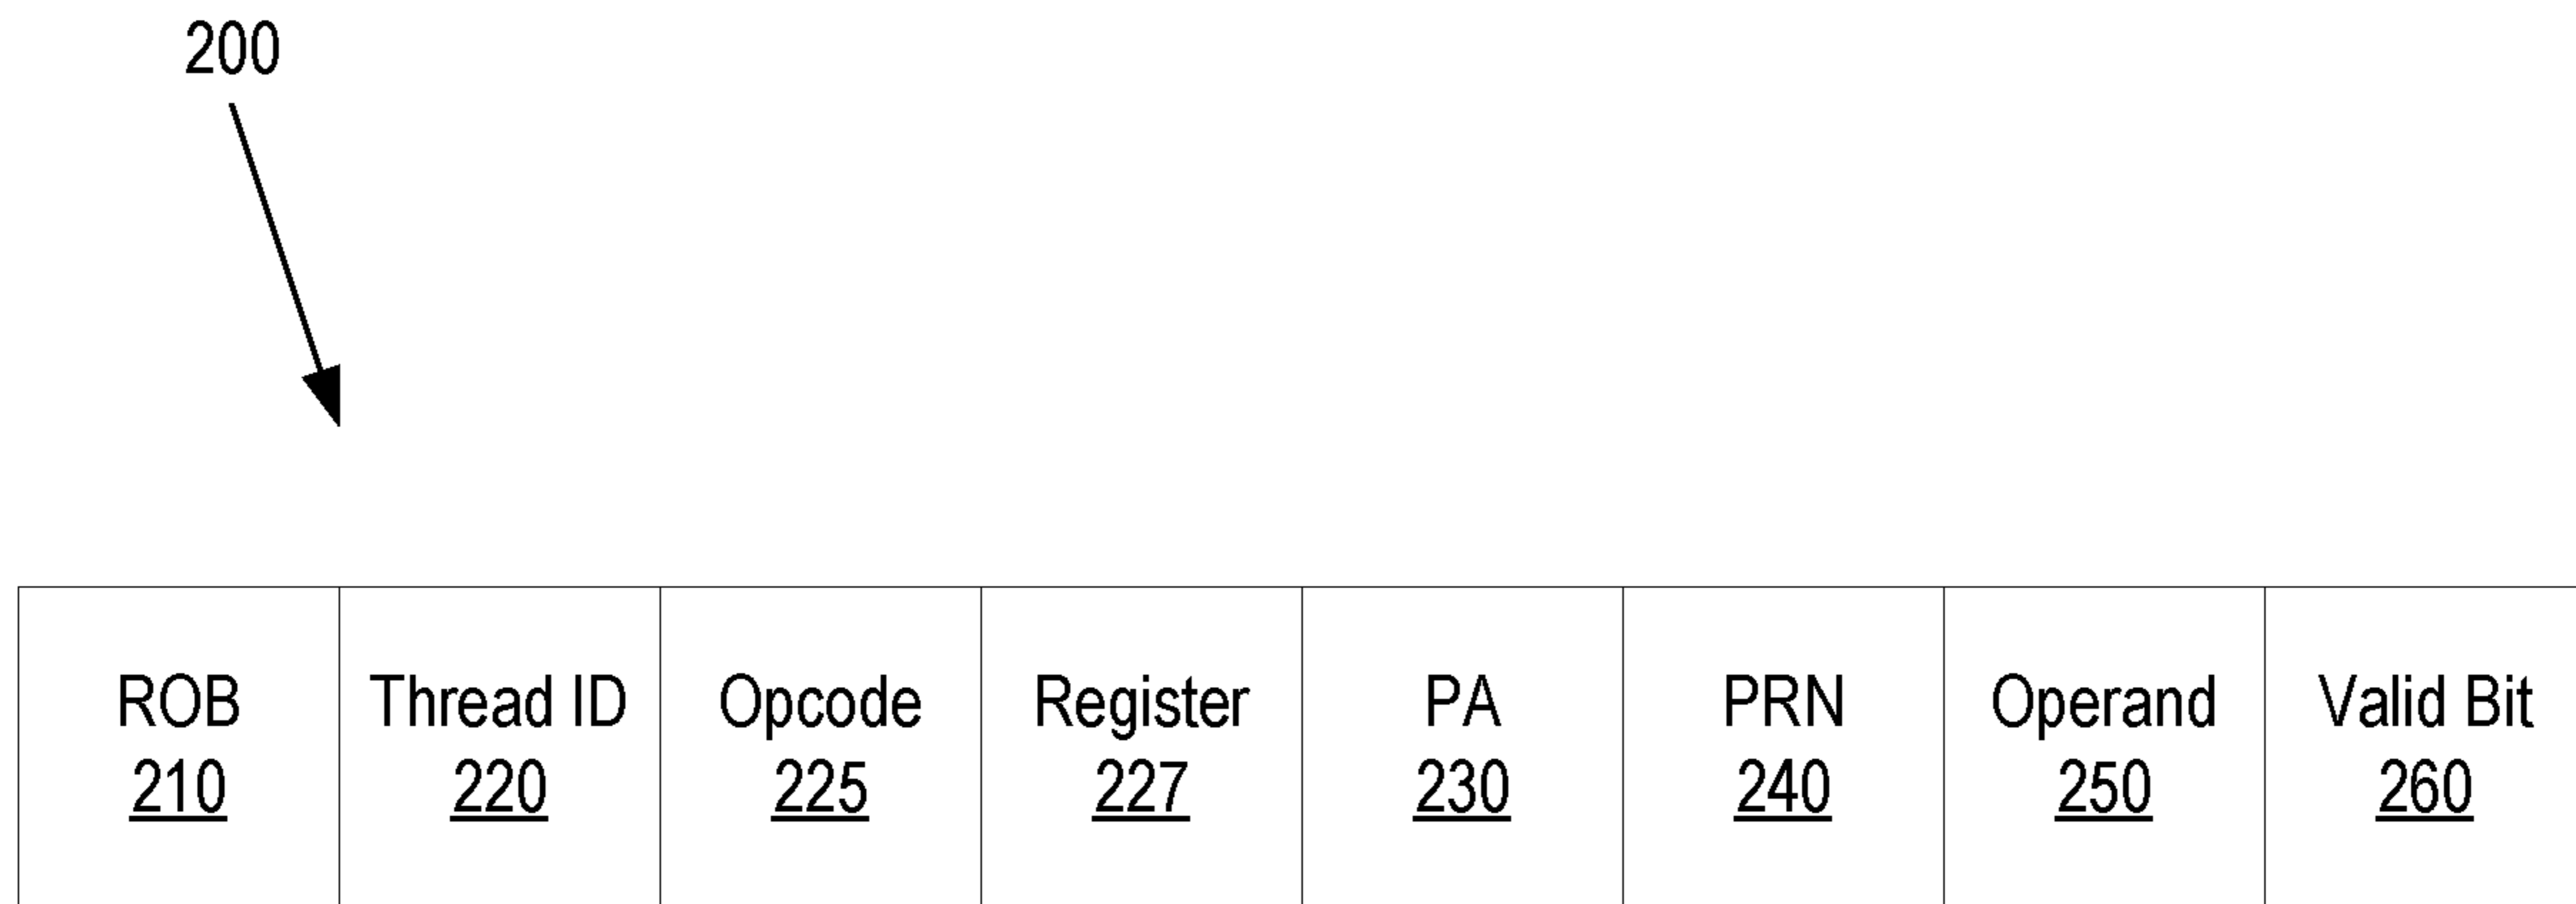 200
ROB Thread ID Opcode Register PA PRN Operand Valid Bit
210 220 225 227 230 240 250 260